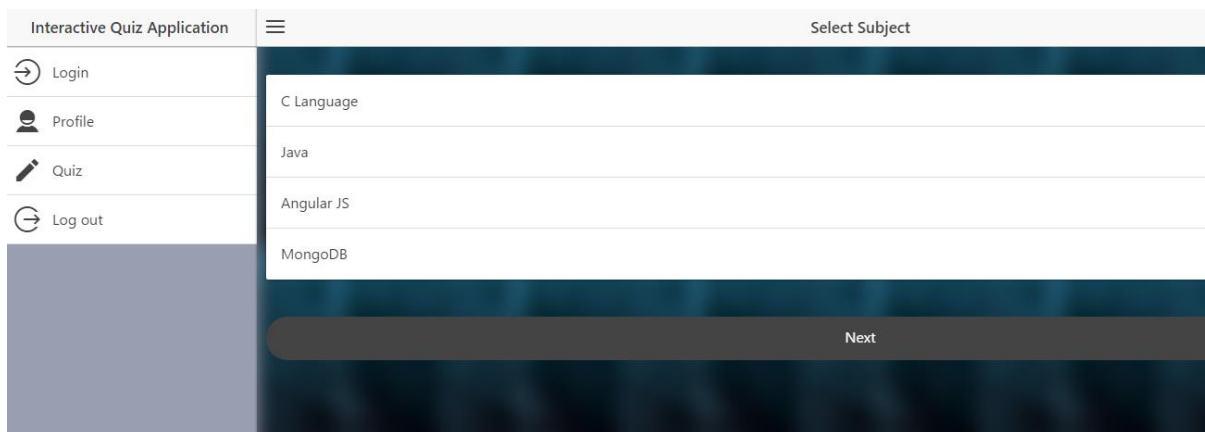 Interactive Quiz Application
Select Subject
Login
Profile
Quiz
Log out
C Language
Java
Angular JS
MongoDB
Next